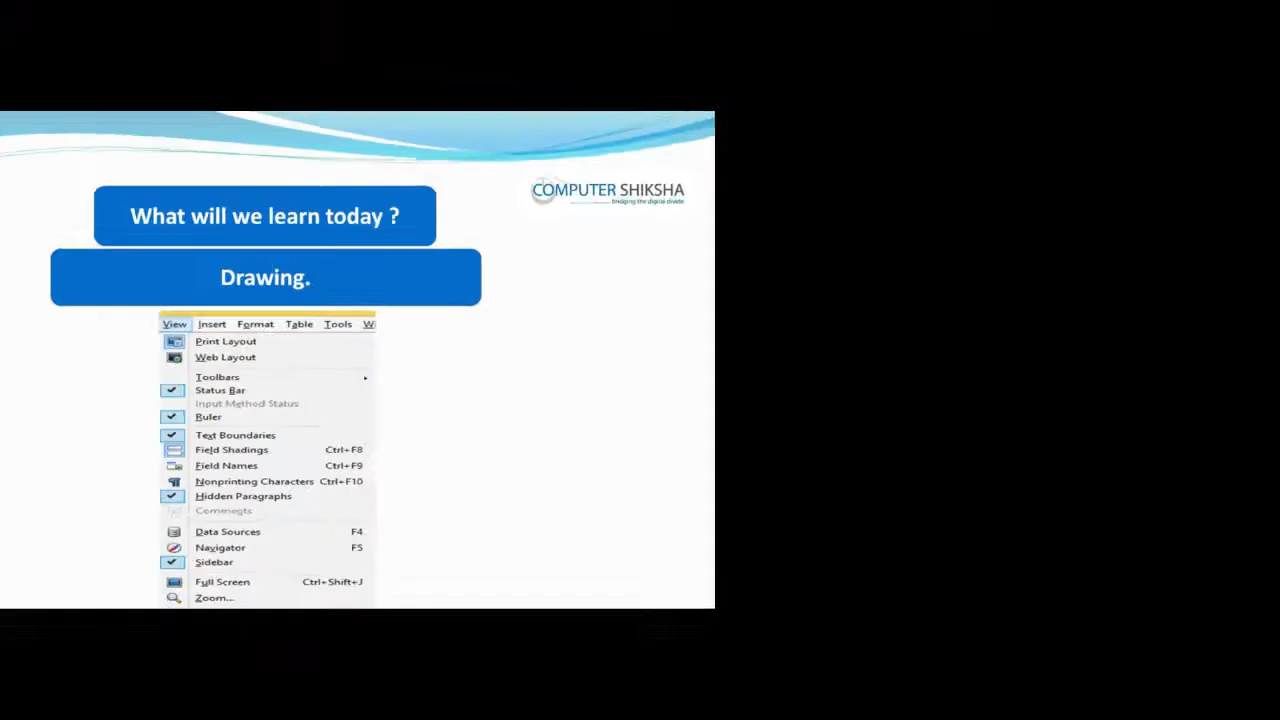 COMPUTER SHIKSHA
bridging the digital divide
What will we learn today ?
Drawing.
View Insert Format Table Tools Wi
Print Layout
Web Layout
Toolbars
Status Bar
Input Method Status
Ruler
Text Boundaries
Field Shadings Ctrl+F8
Field Names Ctrl+F9
Nonprinting Characters Ctrl+F10
Hidden Paragraphs
Comments
Data Sources F4
Navigator F5
Sidebar
Full Screen Ctrl+Shift+J
Zoom...